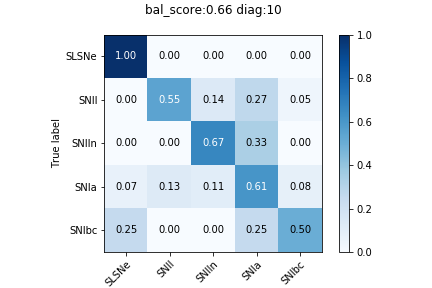 bal_score:0.66 diag:10
SLSNe 1.00 0.00 0.00 0.00 0.00
SNII 0.00 0.55 0.14 0.27 0.05
SNIIn 0.00 0.00 0.67 0.33 0.00
SNIa 0.07 0.13 0.11 0.61 0.08
SNIbc 0.25 0.00 0.00 0.25 0.50
True label
SLSNe SNII SNIIn SNIa SNIbc
1.0
0.8
0.6
0.4
0.2
0.0